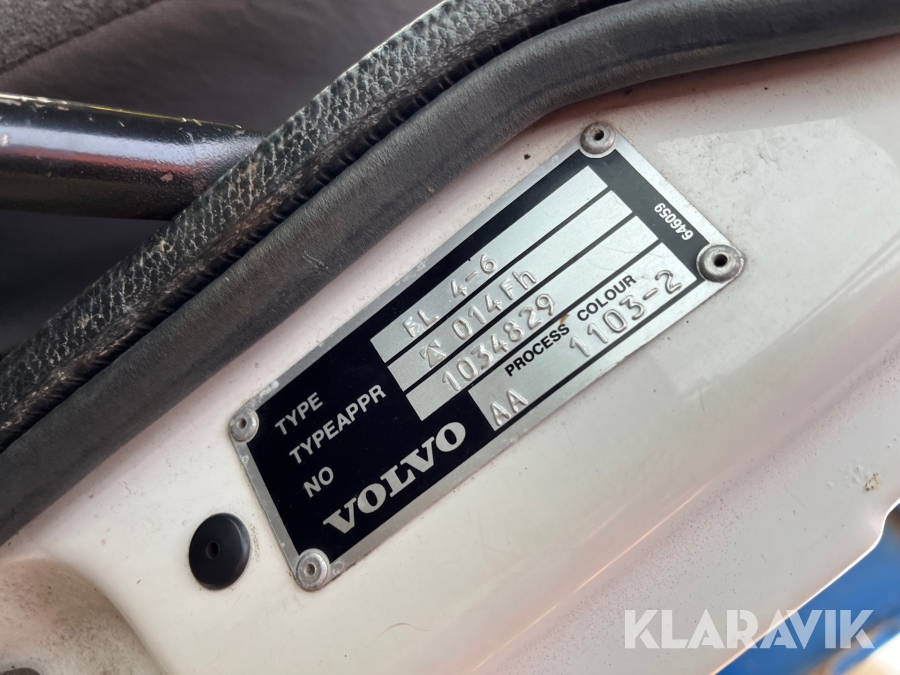 646059
TYPE FL 4-6
TYPEAPPR 014Fh
NO 1034829
PROCESS COLOUR
VOLVO AA 1103-2
KLARAVIK